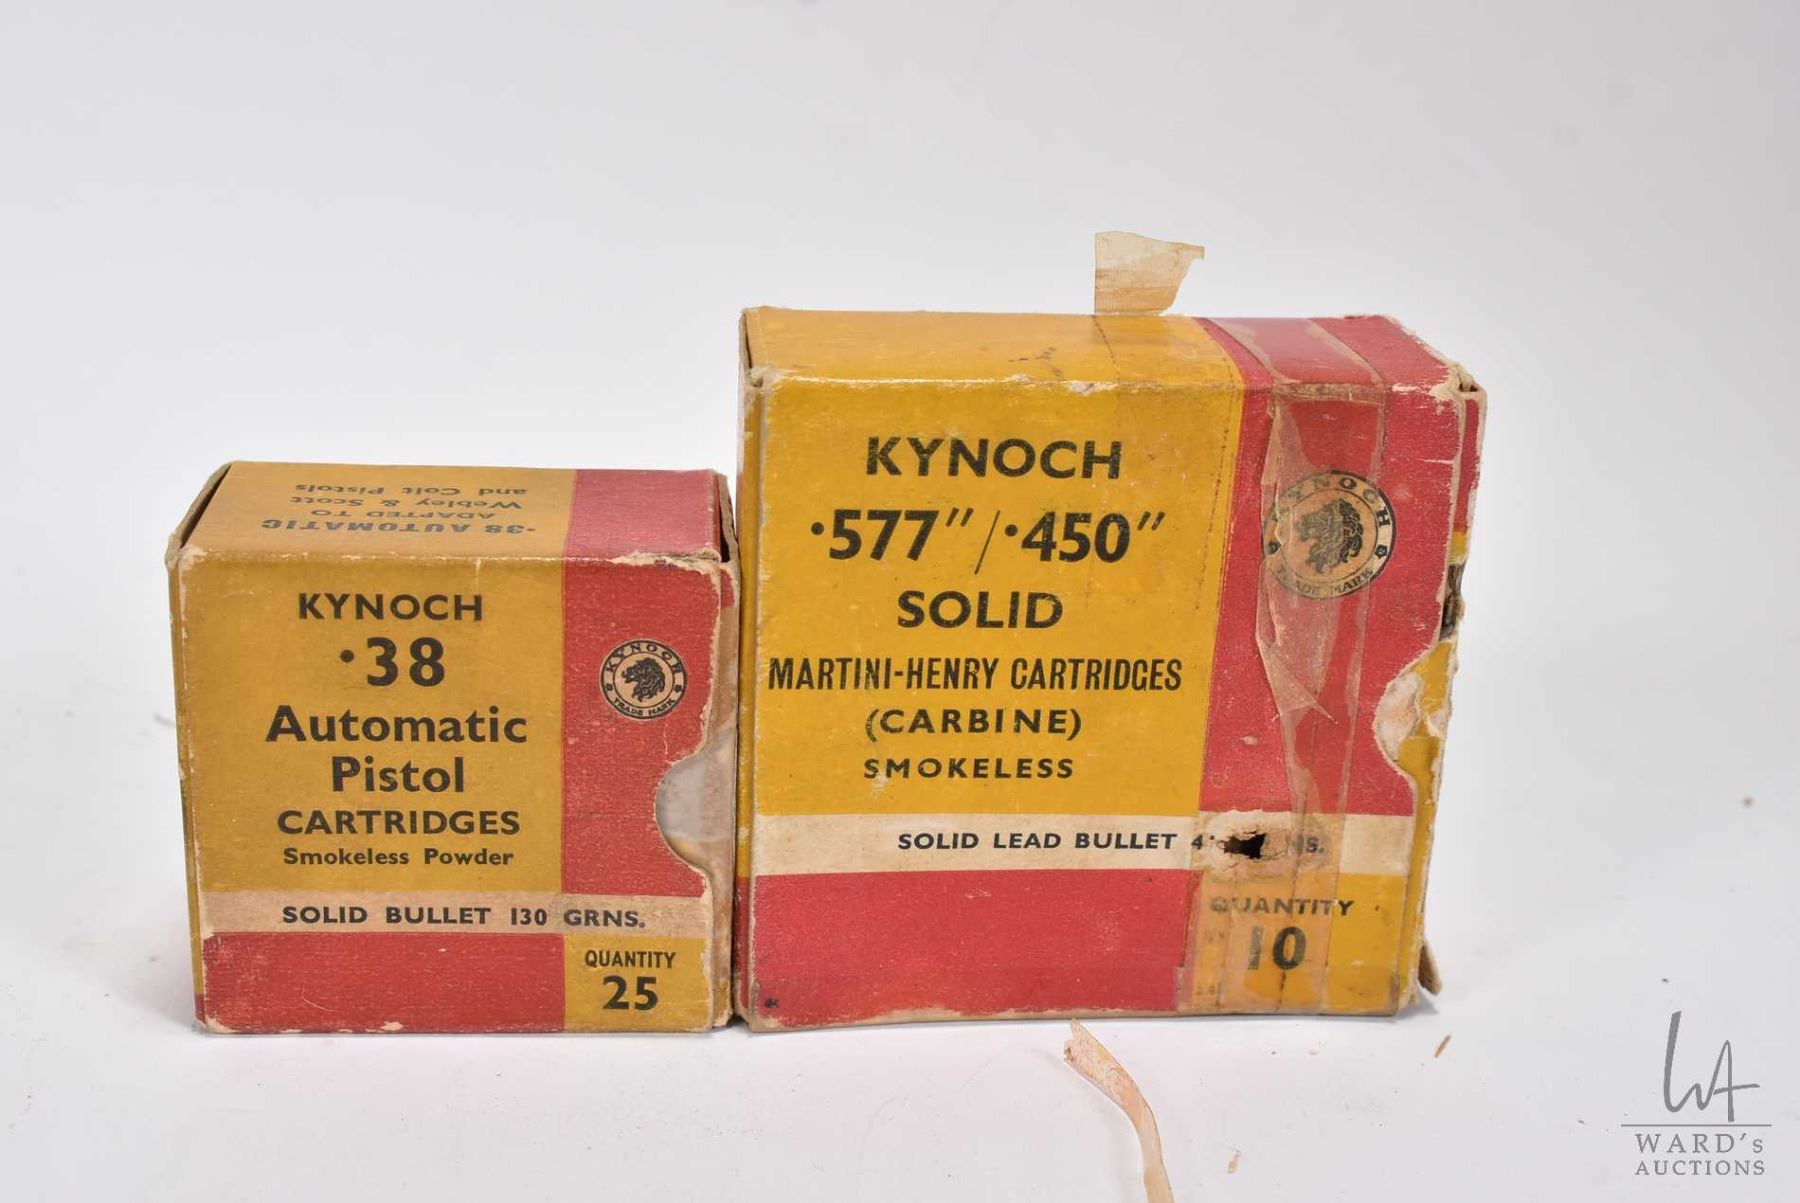 ·38 AUTOMATIC
ADAPTED TO
Webley & Scott
and Colt Pistols
KYNOCH
·38
Automatic
Pistol
CARTRIDGES
Smokeless Powder
SOLID BULLET 130 GRNS.
QUANTITY
25
KYNOCH
TRADE MARK
KYNOCH
·577"/·450"
SOLID
MARTINI-HENRY CARTRIDGES
(CARBINE)
SMOKELESS
SOLID LEAD BULLET
QUANTITY
10
KYNOCH
TRADE MARK
WA
WARD's
AUCTIONS